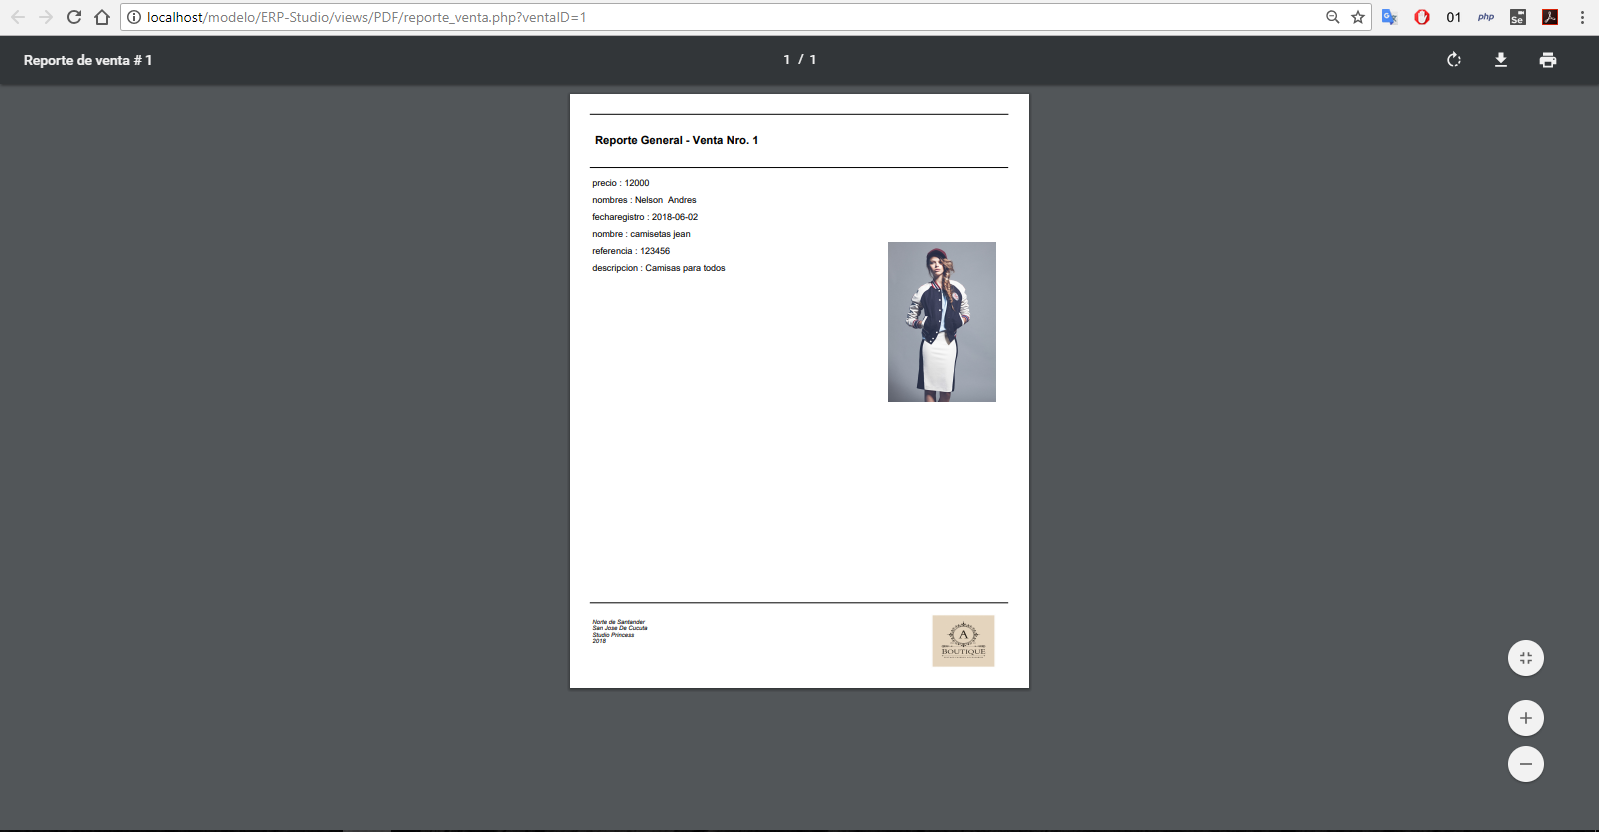 localhost/modelo/ERP-Studio/views/PDF/reporte_venta.php?ventaID=1
01
php
Se
Reporte de venta # 1
1 / 1
Reporte General - Venta Nro. 1
precio : 12000
nombres : Nelson  Andres
fecharegistro : 2018-06-02
nombre : camisetas jean
referencia : 123456
descripcion : Camisas para todos
Norte de Santander
San Jose De Cucuta
Studio Princess
2018
A
BOUTIQUE